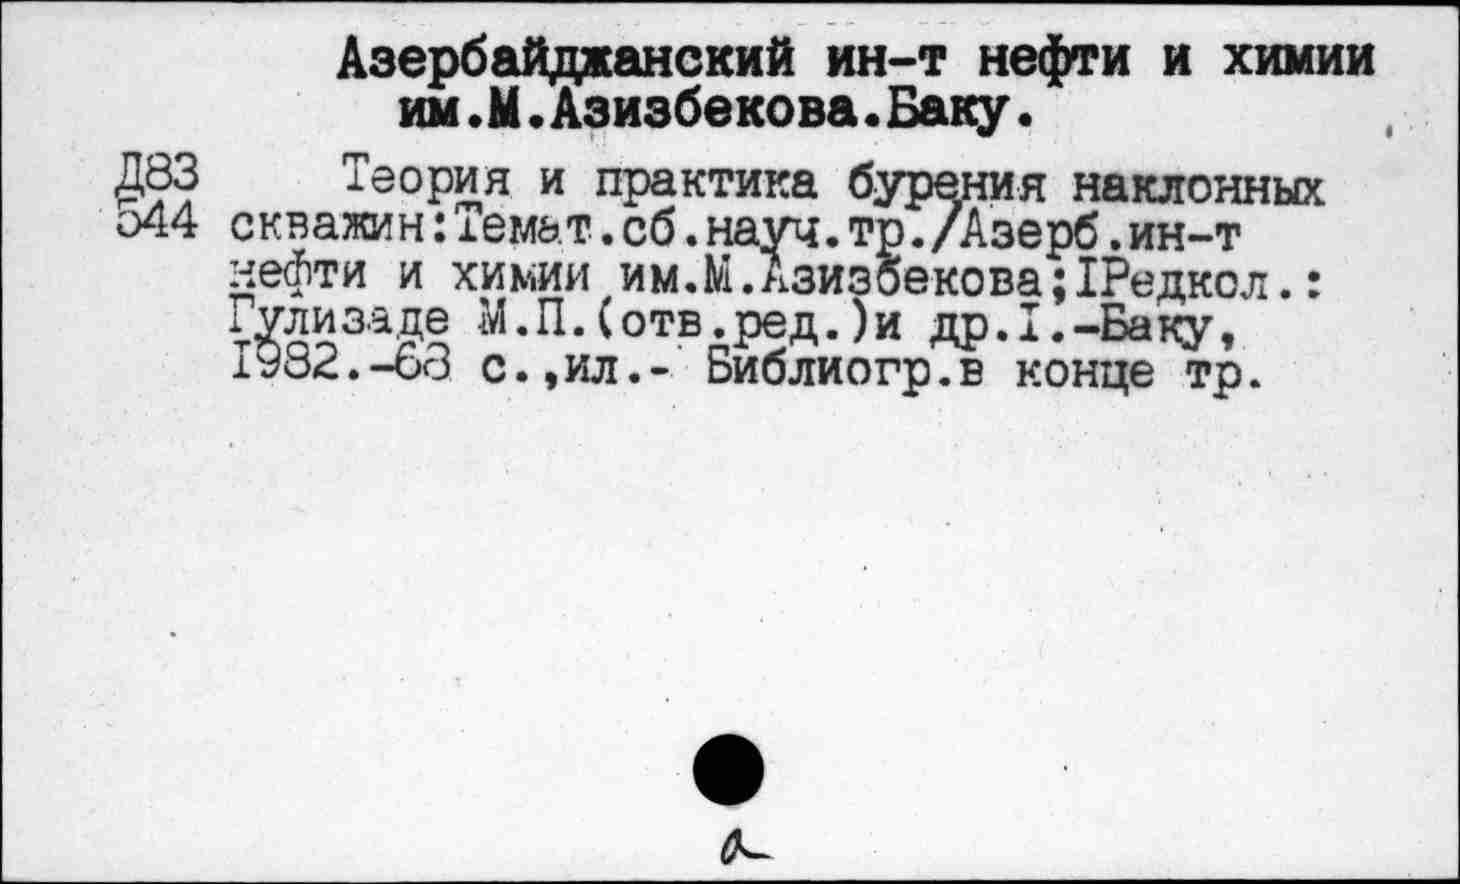 Азербайджанский ин-т нефти и химии
им.М.Азизбекова.Баку.
Д83 Теория и практика бурения наклонных
544 скважин:Темат.сб.науч.тр./Азерб.ин-т
нефти и химии им.М.Азизбекова;IРедкол.:
Гулизаде М.П.(отв.ред.)и др.I.-Баку,
1982.-63 с.,ил.- Библиогр.в конце тр.